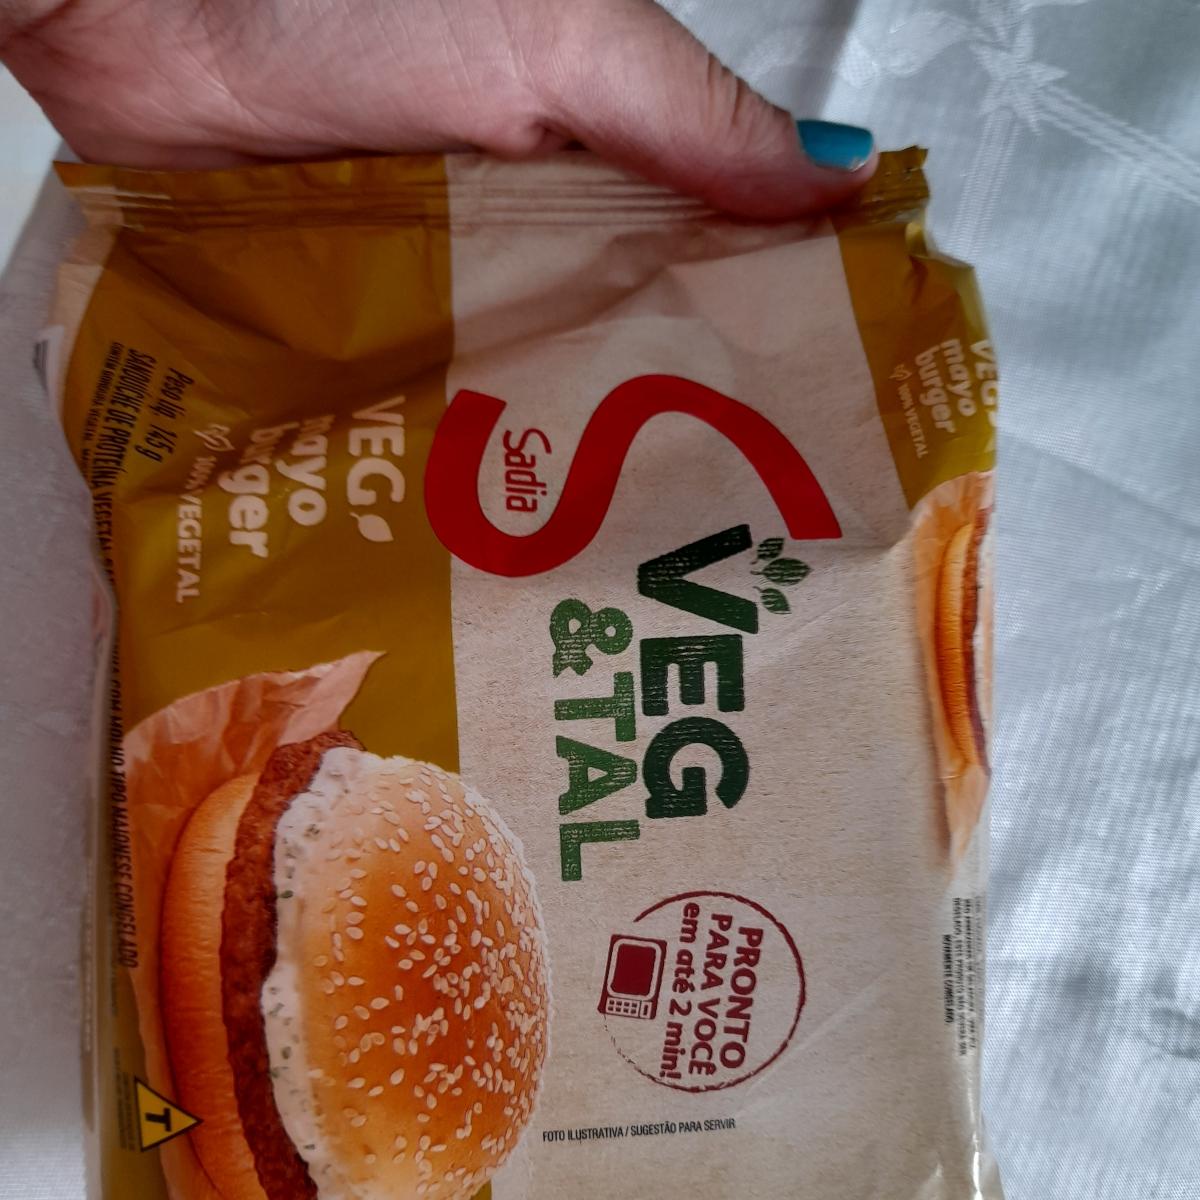 Sadia
VEG
&TAL
PRONTO
PARA VOCÊ
em até 2 min!
FOTO ILUSTRATIVA / SUGESTÃO PARA SERVIR
VEG
mayo
burger
100% VEGETAL
Peso líq. 145 g
SANDUÍCHE DE PROTEÍNA VEGETAL COM MOLHO TIPO MAIONESE CONGELADO
T
VEG
mayo
burger
100% VEGETAL